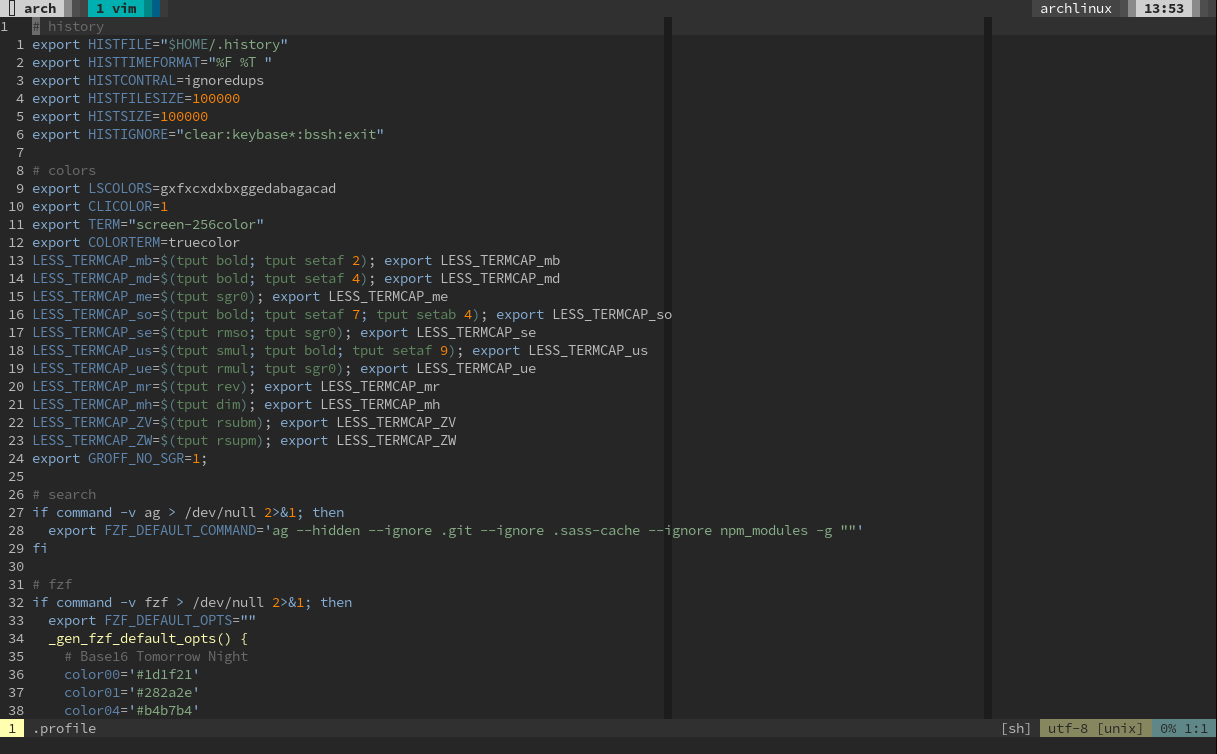 arch 1 vim archlinux 13:53
1 # history
1 export HISTFILE="$HOME/.history"
2 export HISTTIMEFORMAT="%F %T "
3 export HISTCONTRAL=ignoredups
4 export HISTFILESIZE=100000
5 export HISTSIZE=100000
6 export HISTIGNORE="clear:keybase*:bssh:exit"
7
8 # colors
9 export LSCOLORS=gxfxcxdxbxggedabagacad
10 export CLICOLOR=1
11 export TERM="screen-256color"
12 export COLORTERM=truecolor
13 LESS_TERMCAP_mb=$(tput bold; tput setaf 2); export LESS_TERMCAP_mb
14 LESS_TERMCAP_md=$(tput bold; tput setaf 4); export LESS_TERMCAP_md
15 LESS_TERMCAP_me=$(tput sgr0); export LESS_TERMCAP_me
16 LESS_TERMCAP_so=$(tput bold; tput setaf 7; tput setab 4); export LESS_TERMCAP_so
17 LESS_TERMCAP_se=$(tput rmso; tput sgr0); export LESS_TERMCAP_se
18 LESS_TERMCAP_us=$(tput smul; tput bold; tput setaf 9); export LESS_TERMCAP_us
19 LESS_TERMCAP_ue=$(tput rmul; tput sgr0); export LESS_TERMCAP_ue
20 LESS_TERMCAP_mr=$(tput rev); export LESS_TERMCAP_mr
21 LESS_TERMCAP_mh=$(tput dim); export LESS_TERMCAP_mh
22 LESS_TERMCAP_ZV=$(tput rsubm); export LESS_TERMCAP_ZV
23 LESS_TERMCAP_ZW=$(tput rsupm); export LESS_TERMCAP_ZW
24 export GROFF_NO_SGR=1;
25
26 # search
27 if command -v ag > /dev/null 2>&1; then
28   export FZF_DEFAULT_COMMAND='ag --hidden --ignore .git --ignore .sass-cache --ignore npm_modules -g ""'
29 fi
30
31 # fzf
32 if command -v fzf > /dev/null 2>&1; then
33   export FZF_DEFAULT_OPTS=""
34   _gen_fzf_default_opts() {
35     # Base16 Tomorrow Night
36     color00='#1d1f21'
37     color01='#282a2e'
38     color04='#b4b7b4'
1 .profile [sh] utf-8 [unix] 0% 1:1